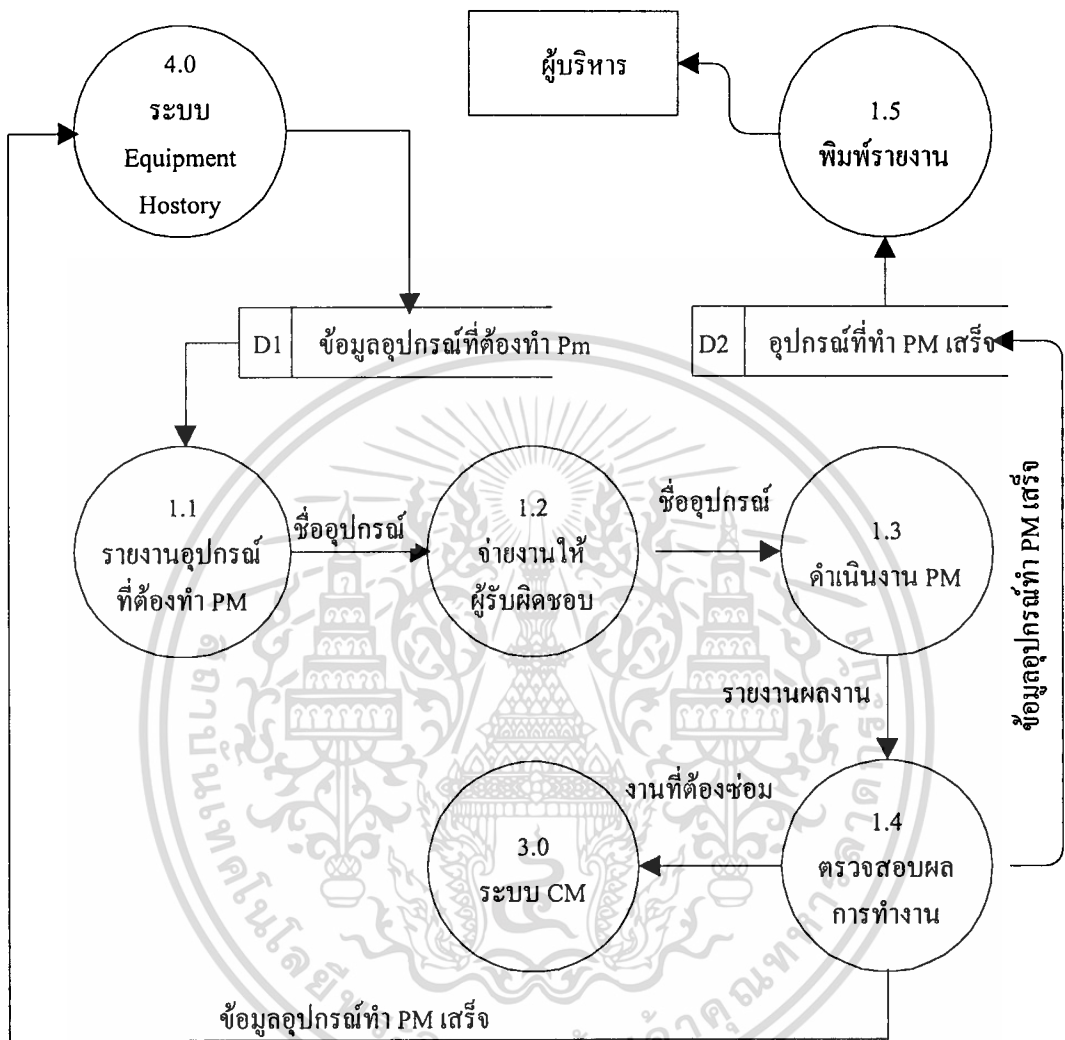 4.0
ระบบ
Equipment
Hostory
ผู้บริหาร
1.5
พิมพ์รายงาน
D1 ข้อมูลอุปกรณ์ที่ต้องทำ Pm
D2 อุปกรณ์ที่ทำ PM เสร็จ
1.1
รายงานอุปกรณ์
ที่ต้องทำ PM
ชื่ออุปกรณ์
1.2
จ่ายงานให้
ผู้รับผิดชอบ
ชื่ออุปกรณ์
1.3
ดำเนินงาน PM
ข้อมูลอุปกรณ์ทำ PM เสร็จ
รายงานผลงาน
งานที่ต้องซ่อม
3.0
ระบบ CM
1.4
ตรวจสอบผล
การทำงาน
ข้อมูลอุปกรณ์ทำ PM เสร็จ